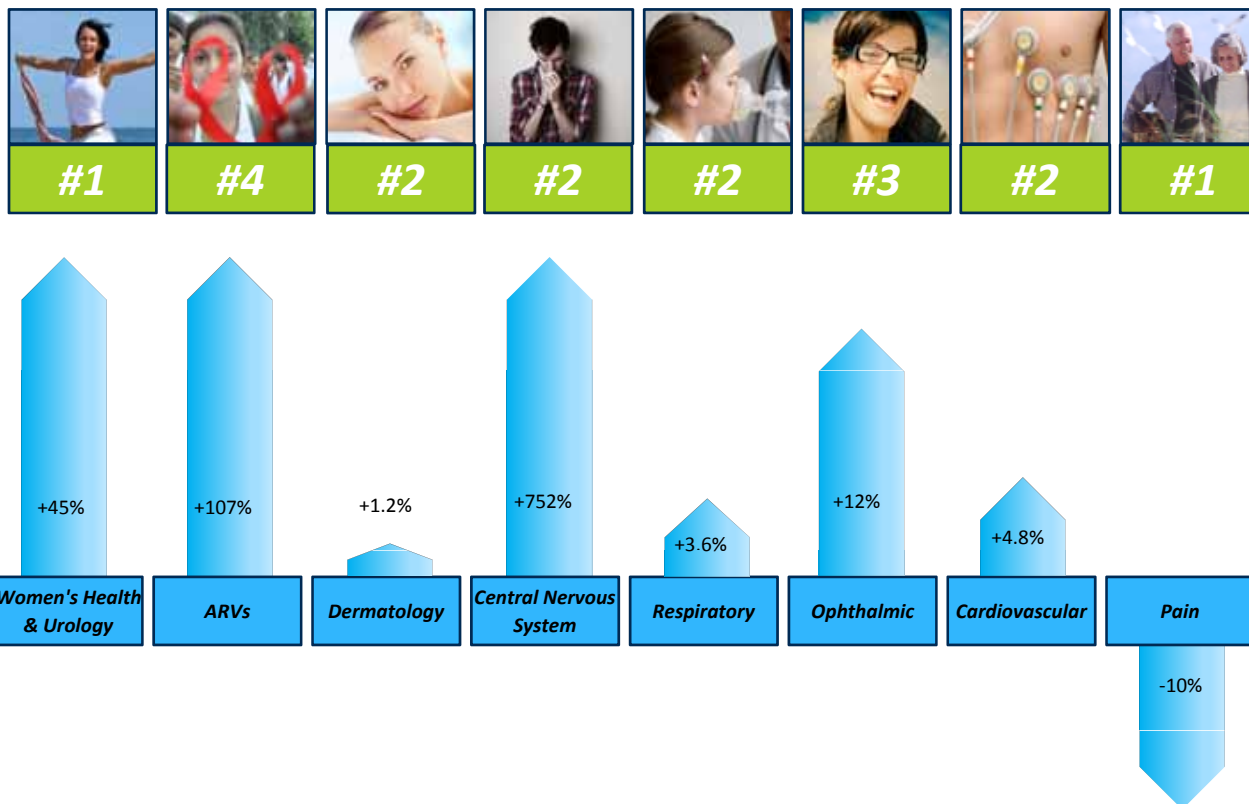 #1
#4
#2
#2
#2
#3
#2
#1
+45%
+107%
+1.2%
+752%
+3.6%
+12%
+4.8%
Women's Health
& Urology
ARVs
Dermatology
Central Nervous
System
Respiratory
Ophthalmic
Cardiovascular
Pain
-10%